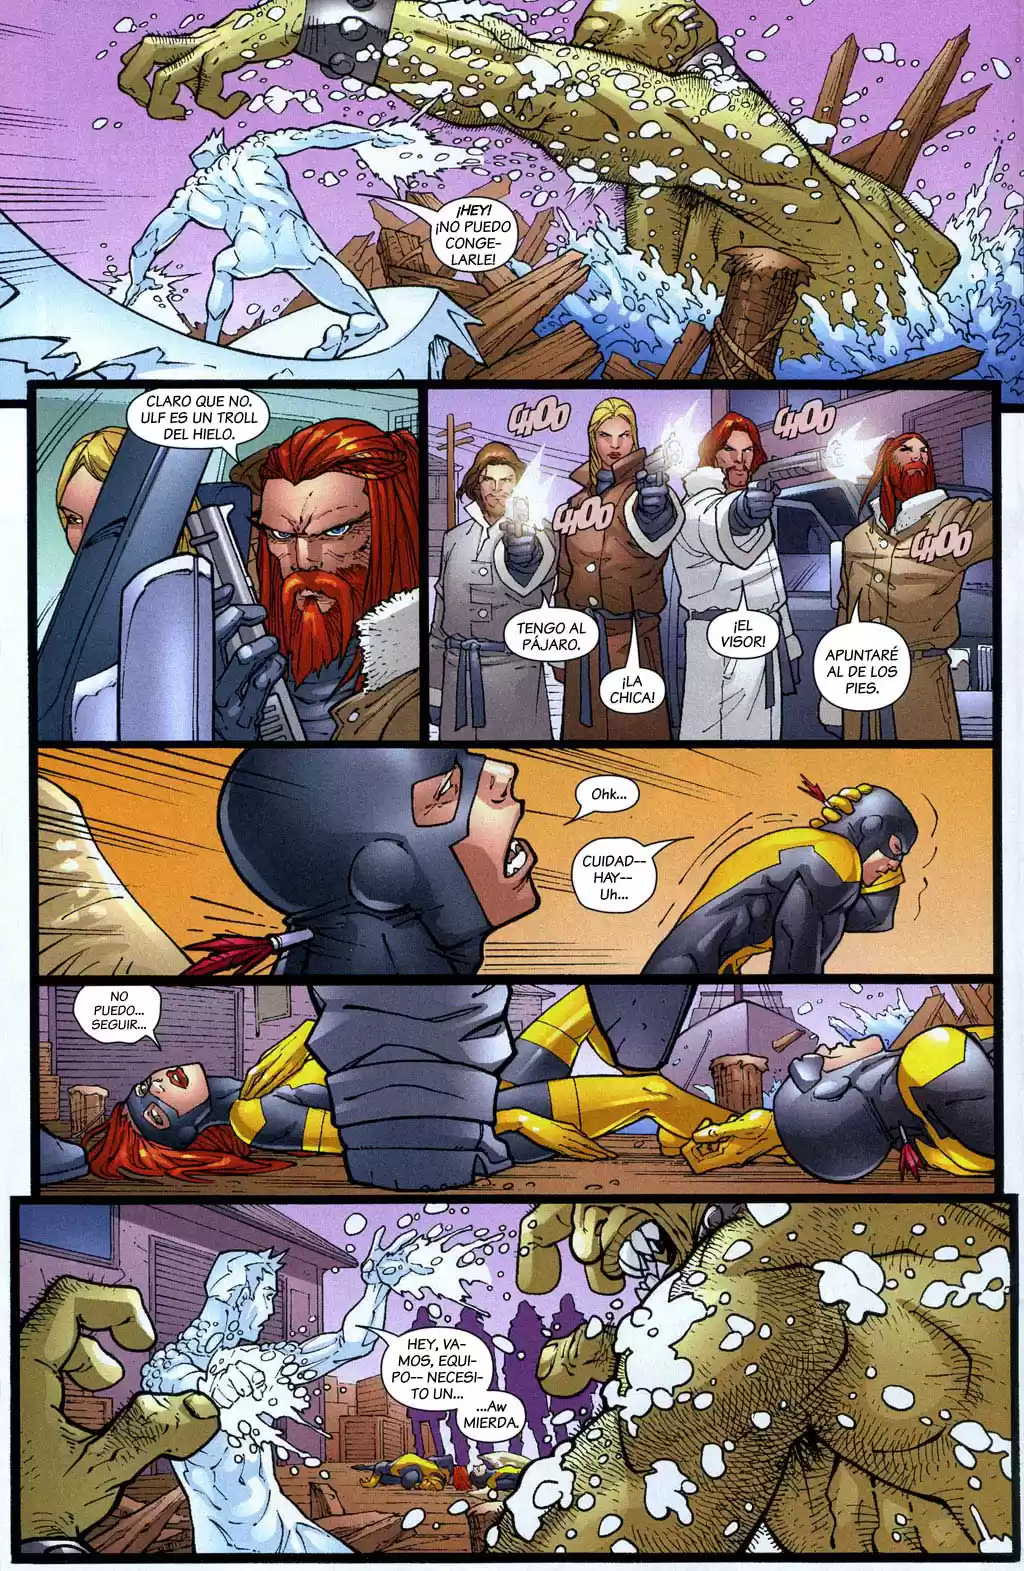 ¡HEY!
¡NO PUEDO
CONGE-
LARLE!
CLARO QUE NO.
ULF ES UN TROLL
DEL HIELO.
CHOO
CHOO
CHOO
CHOO
TENGO AL
PÁJARO.
¡LA
CHICA!
¡EL
VISOR!
APUNTARÉ
AL DE LOS
PIES.
Ohk...
CUIDAD--
HAY--
Uh...
NO
PUEDO...
SEGUIR...
HEY, VA-
MOS, EQUI-
PO-- NECESI-
TO UN...
...Aw
MIERDA.